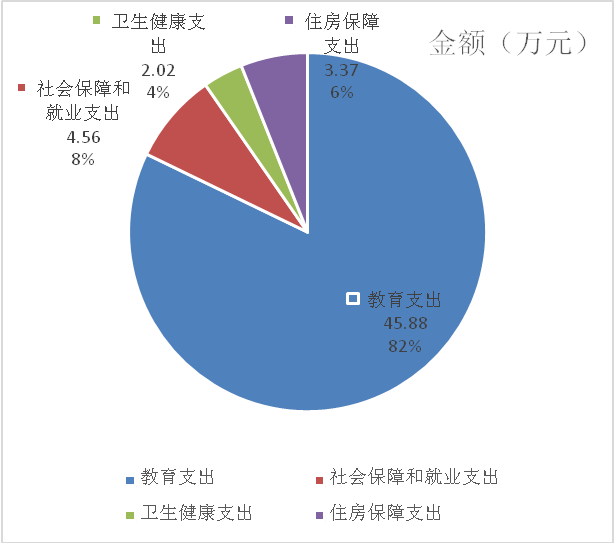 金额（万元）
卫生健康支
出
2.02
4%
住房保障
支出
3.37
6%
社会保障和
就业支出
4.56
8%
教育支出
45.88
82%
教育支出
社会保障和就业支出
卫生健康支出
住房保障支出